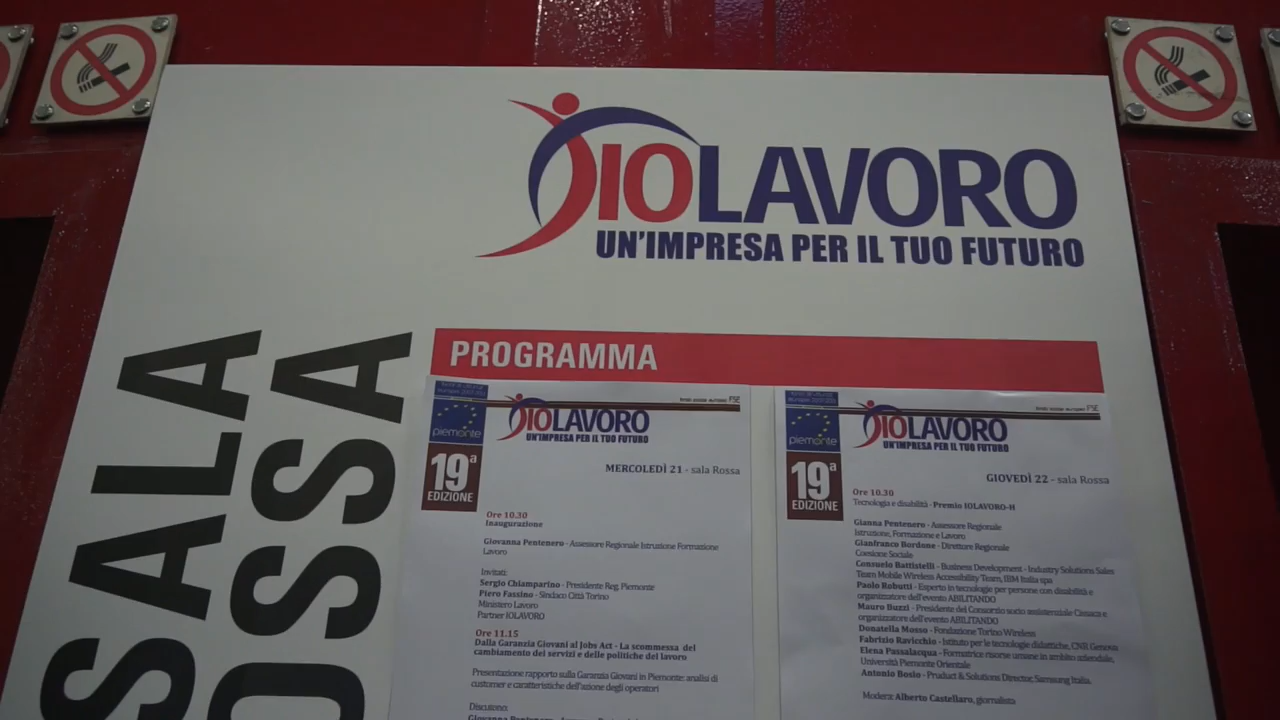 IOLAVORO
UN'IMPRESA PER IL TUO FUTURO
SALA
ROSSA
PROGRAMMA
fondo sociale europeo FSE
piemonte
IOLAVORO
UN'IMPRESA PER IL TUO FUTURO
19ª
EDIZIONE
MERCOLEDÌ 21 - sala Rossa
Ore 10.30
Inaugurazione
Giovanna Pentenero - Assessore Regionale Istruzione Formazione
Lavoro
Invitati:
Sergio Chiamparino - Presidente Reg. Piemonte
Piero Fassino - Sindaco Città Torino
Ministero Lavoro
Partner IOLAVORO
Ore 11.15
Dalla Garanzia Giovani al Jobs Act - La scommessa del
cambiamento dei servizi e delle politiche del lavoro
Presentazione rapporto sulla Garanzia Giovani in Piemonte: analisi di
customer e caratteristiche dell'azione degli operatori
Discutono:
fondo sociale europeo FSE
piemonte
IOLAVORO
UN'IMPRESA PER IL TUO FUTURO
19ª
EDIZIONE
GIOVEDÌ 22 - sala Rossa
Ore 10.30
Tecnologia e disabilità - Premio IOLAVORO-H
Gianna Pentenero - Assessore Regionale
Istruzione, Formazione e Lavoro
Gianfranco Bordone - Direttore Regionale
Coesione Sociale
Consuelo Battistelli - Business Development - Industry Solutions Sales
Team Mobile Wireless Accessibility Team, IBM Italia spa
Paolo Robutti - Esperto in tecnologie per persone con disabilità e
organizzatore dell'evento ABILITANDO
Mauro Buzzi - Presidente del Consorzio socio assistenziale Cissaca e
organizzatore dell'evento ABILITANDO
Donatella Mosso - Fondazione Torino Wireless
Fabrizio Ravicchio - Istituto per le tecnologie didattiche, CNR Genova
Elena Passalacqua - Formatrice risorse umane in ambito aziendale,
Università Piemonte Orientale
Antonio Bosio - Product & Solutions Director, Samsung Italia.
Modera: Alberto Castellaro, giornalista